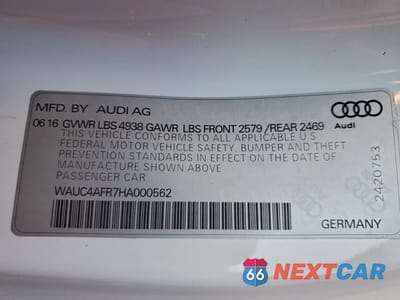 MFD. BY AUDI AG
06 16 GVWR LBS 4938 GAWR LBS FRONT 2579 /REAR 2469
THIS VEHICLE CONFORMS TO ALL APPLICABLE U.S.
FEDERAL MOTOR VEHICLE SAFETY, BUMPER AND THEFT
PREVENTION STANDARDS IN EFFECT ON THE DATE OF
MANUFACTURE SHOWN ABOVE
PASSENGER CAR
WAUC4AFR7HA000562
Audi
2420753
GERMANY
66 NEXTCAR